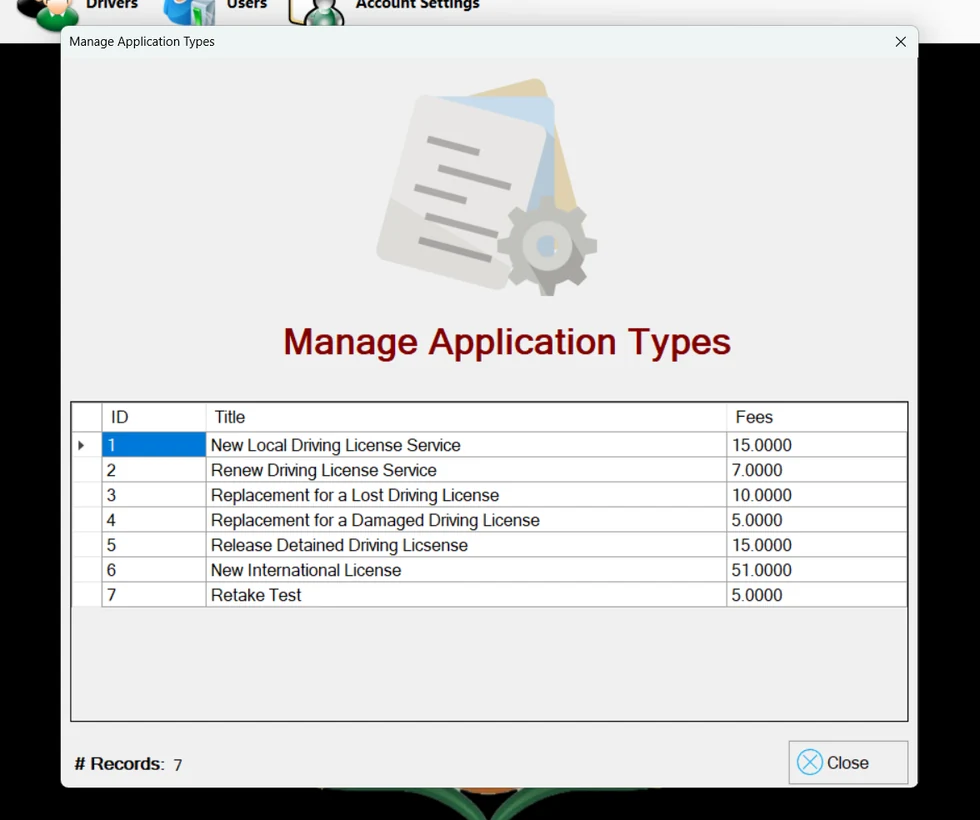 Drivers Users Account Settings
Manage Application Types
Manage Application Types
ID Title Fees
1 New Local Driving License Service 15.0000
2 Renew Driving License Service 7.0000
3 Replacement for a Lost Driving License 10.0000
4 Replacement for a Damaged Driving License 5.0000
5 Release Detained Driving Licsense 15.0000
6 New International License 51.0000
7 Retake Test 5.0000
# Records: 7
Close